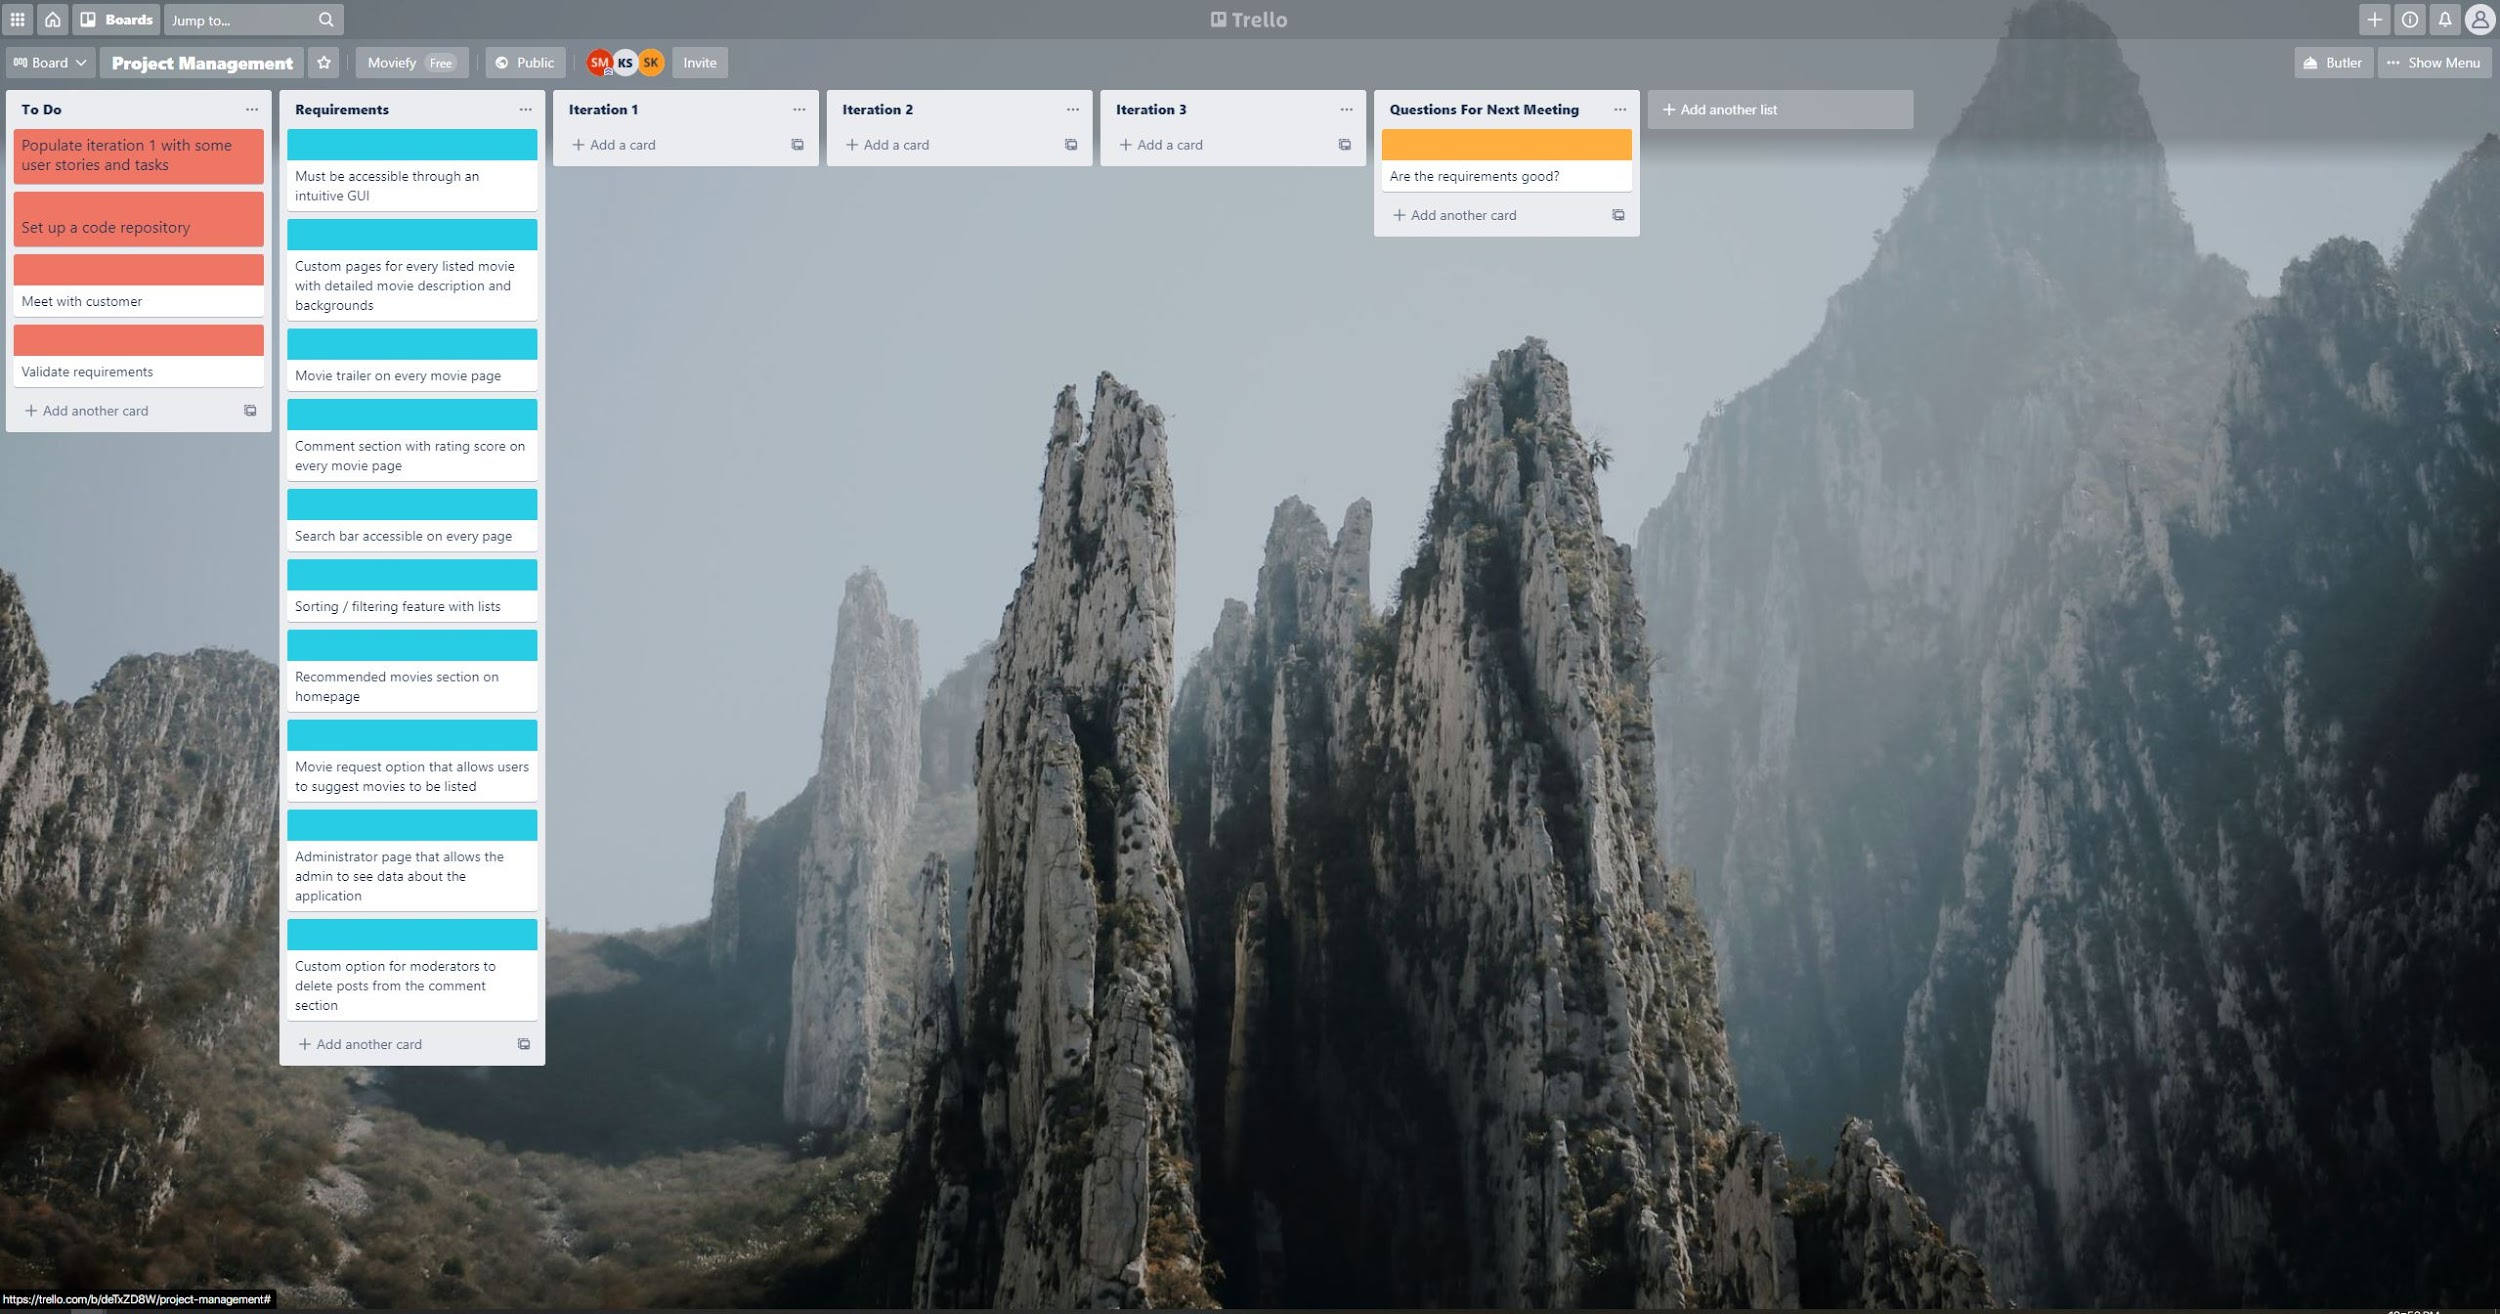 Boards
Jump to...
Trello
Board
Project Management
Moviefy Free
Public
SM
KS
SK
Invite
Butler
Show Menu
To Do
Populate iteration 1 with some
user stories and tasks
Set up a code repository
Meet with customer
Validate requirements
Add another card
Requirements
Must be accessible through an
intuitive GUI
Custom pages for every listed movie
with detailed movie description and
backgrounds
Movie trailer on every movie page
Comment section with rating score on
every movie page
Search bar accessible on every page
Sorting / filtering feature with lists
Recommended movies section on
homepage
Movie request option that allows users
to suggest movies to be listed
Administrator page that allows the
admin to see data about the
application
Custom option for moderators to
delete posts from the comment
section
Add another card
Iteration 1
Add a card
Iteration 2
Add a card
Iteration 3
Add a card
Questions For Next Meeting
Are the requirements good?
Add another card
Add another list
https://trello.com/b/deTxZD8W/project-management#